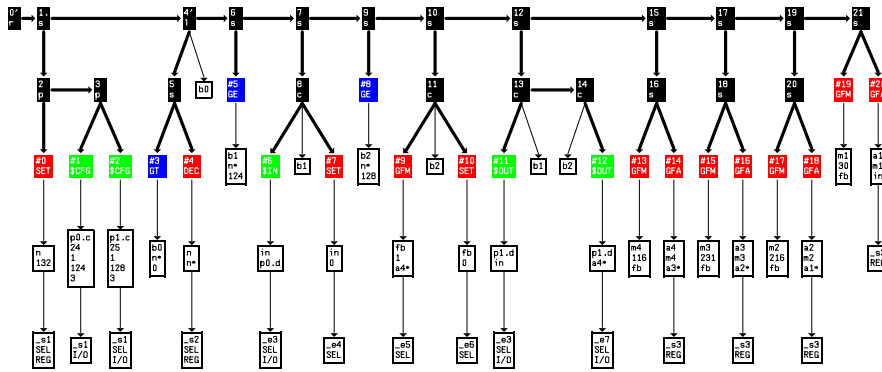 0' 1. 4' 6 7 9 10 12 15 17 19 21
r s l s s s s s s s s s
2 3 5 b0 #5 8 #8 11 13 14 16 18 20 #19
p p s GE c GE c c c s s s GFM
#0 #1 #2 #3 #4 b1 #6 b1 #7 b2 #9 b2 #10 #11 b1 b2 #12 #13 #14 #15 #16 #17 #18 m1 a1
SET $CFG $CFG GT DEC n* $IN SET n* GFM SET $OUT $OUT GFM GFA GFM GFA GFM GFA 30
124 128 fb
n p0.c p1.c b0 n in in fb fb p1.d p1.d m4 a4 m3 a3 m2 a2
132 24 25 n* n* p0.d 0 1 0 in a4* 116 m4 231 m3 216 m2
1 1 0 a4* fb a3* fb a2* fb a1* REG
124 128
3 3
_s1 _s1 _s1 _s2 _e3 _e4 _e5 _e6 _e3 _e7 _s3 _s3 _s3
SEL I/O SEL SEL SEL SEL SEL SEL SEL SEL REG REG REG
REG I/O REG I/O I/O I/O